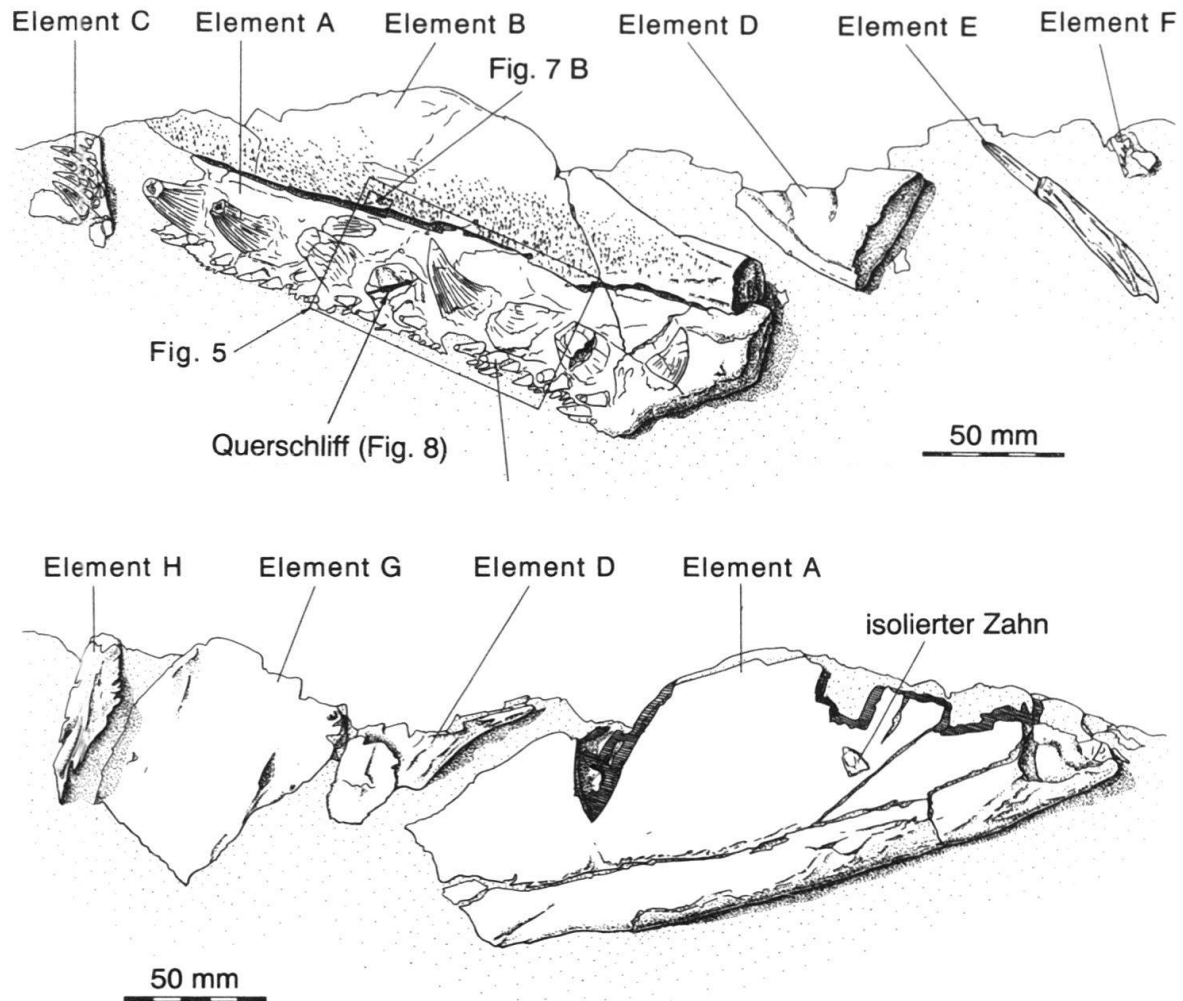 Element C Element A Element B Element D Element E Element F
Fig. 7 B
Fig. 5
Querschliff (Fig. 8)
50 mm
Element H Element G Element D Element A
isolierter Zahn
50 mm